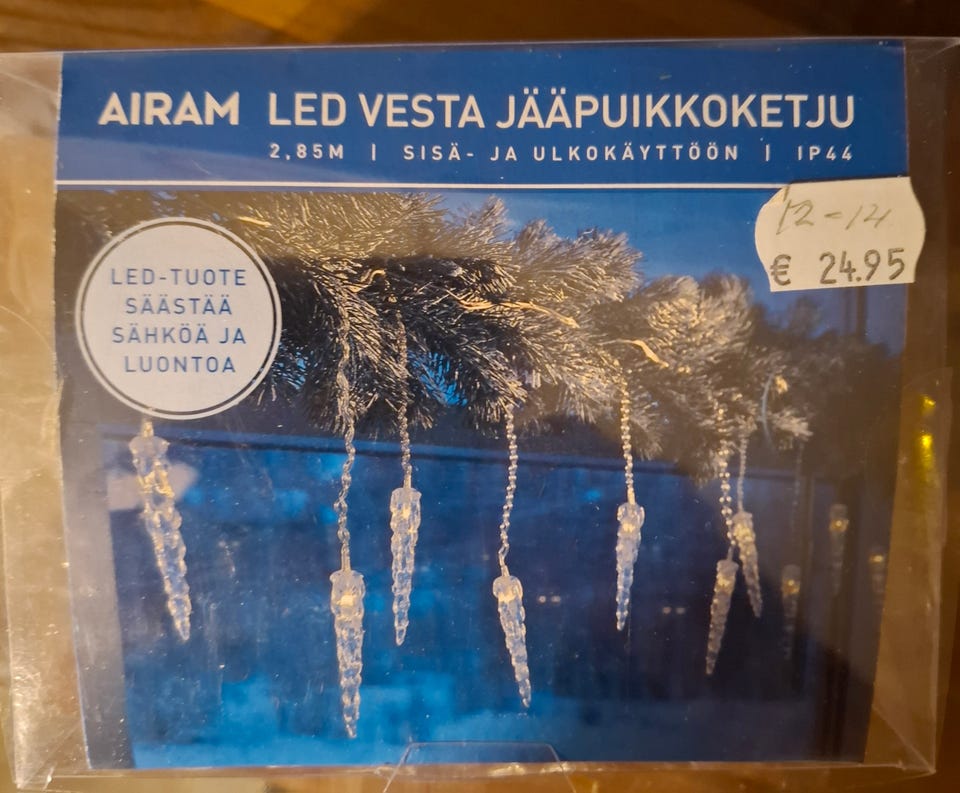 AIRAM LED VESTA JÄÄPUIKKOKETJU
2,85M | SISÄ- JA ULKOKÄYTTÖÖN | IP44
12-14
€ 24.95
LED-TUOTE
SÄÄSTÄÄ
SÄHKÖÄ JA
LUONTOA